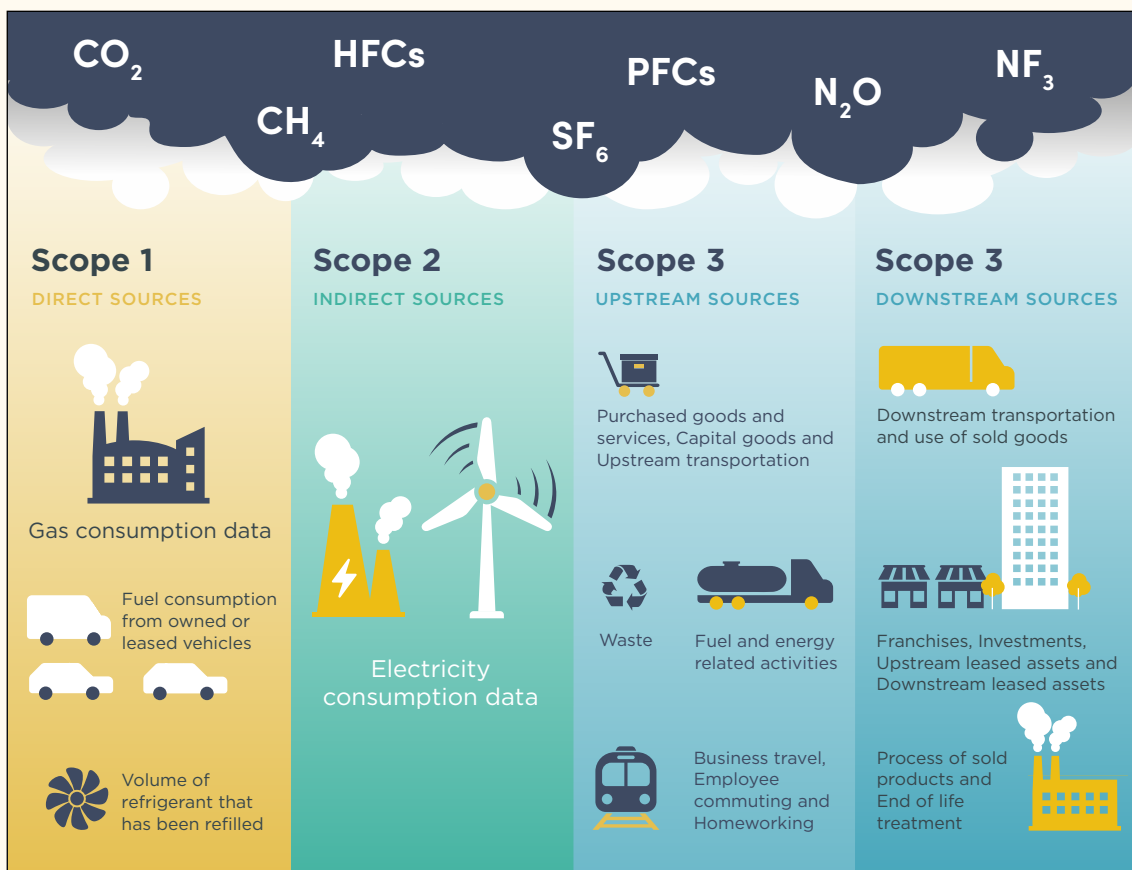 CO₂
HFCs
PFCs
NF₃
N₂O
CH₄
SF₆
Scope 1
DIRECT SOURCES
Gas consumption data
Fuel consumption
from owned or
leased vehicles
Volume of
refrigerant that
has been refilled
Scope 2
INDIRECT SOURCES
Electricity
consumption data
Scope 3
UPSTREAM SOURCES
Purchased goods and
services, Capital goods and
Upstream transportation
Waste
Fuel and energy
related activities
Business travel,
Employee
commuting and
Homeworking
Scope 3
DOWNSTREAM SOURCES
Downstream transportation
and use of sold goods
Franchises, Investments,
Upstream leased assets and
Downstream leased assets
Process of sold
products and
End of life
treatment